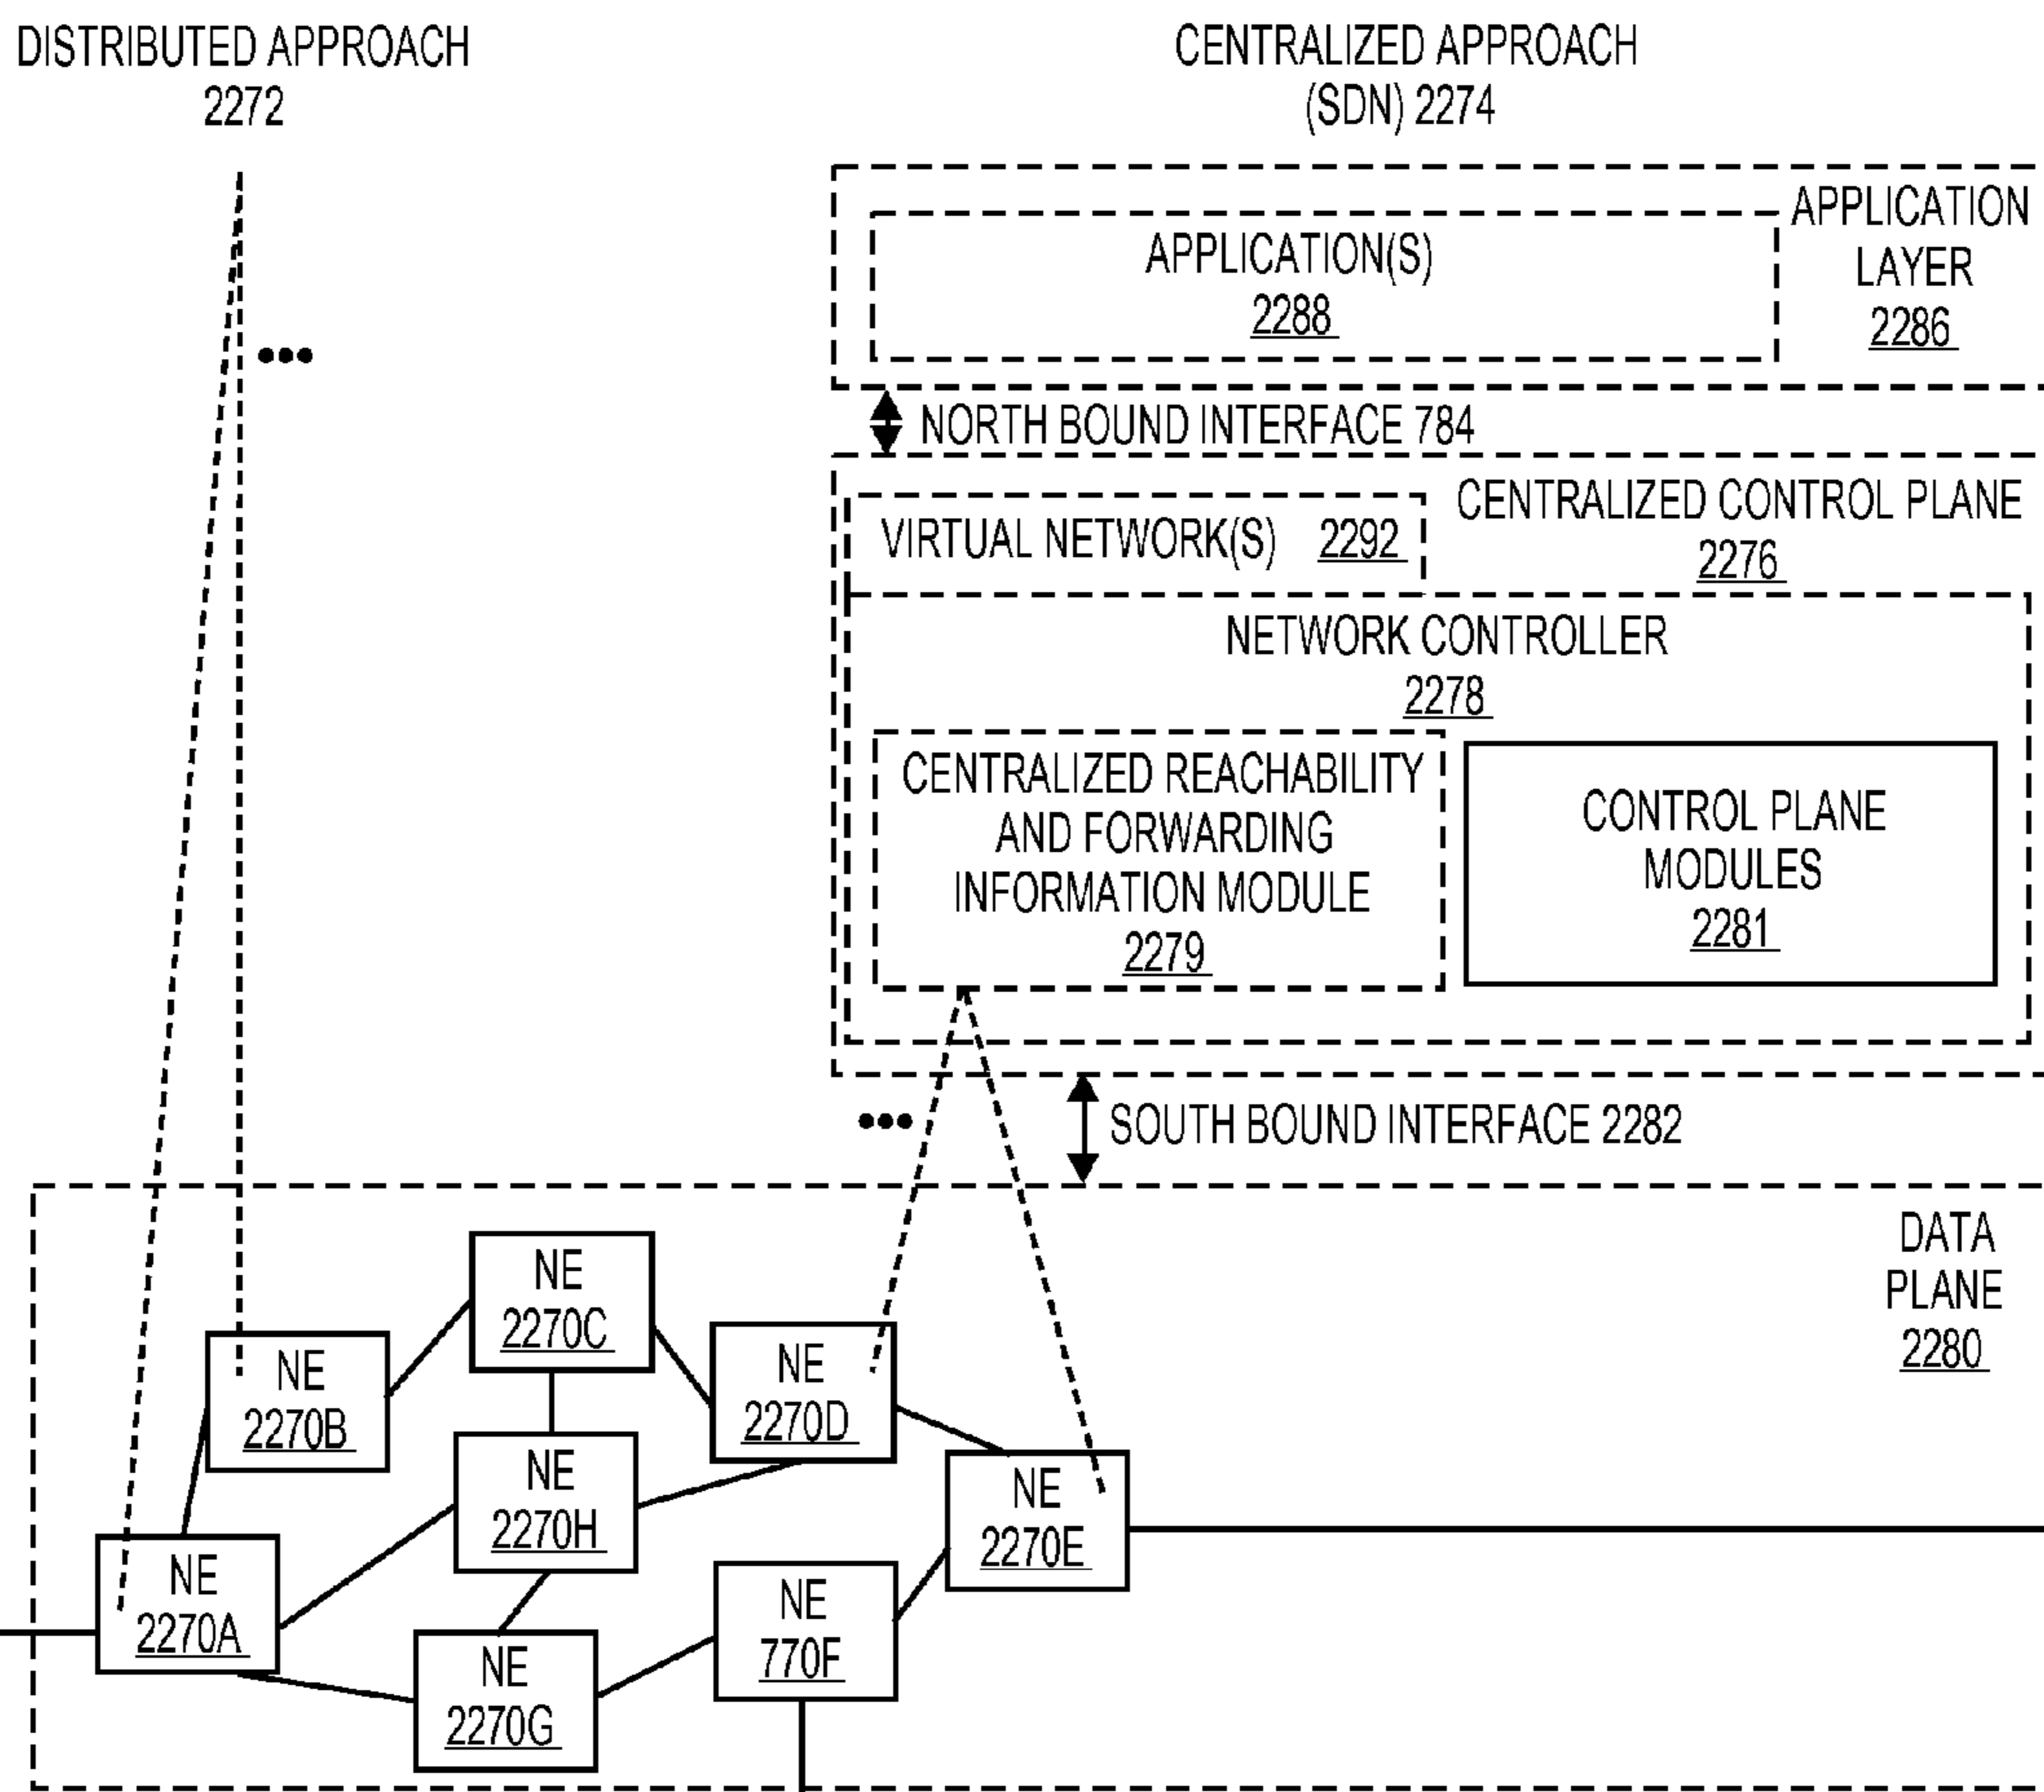 DISTRIBUTED APPROACH
2272
CENTRALIZED APPROACH
(SDN) 2274
APPLICATION(S)
2288
APPLICATION
LAYER
2286
NORTH BOUND INTERFACE 784
VIRTUAL NETWORK(S) 2292
CENTRALIZED CONTROL PLANE
2276
NETWORK CONTROLLER
2278
CENTRALIZED REACHABILITY
AND FORWARDING
INFORMATION MODULE
2279
CONTROL PLANE
MODULES
2281
SOUTH BOUND INTERFACE 2282
DATA
PLANE
2280
NE
2270C
NE
2270B
NE
2270D
NE
2270H
NE
2270E
NE
2270A
NE
770F
NE
2270G